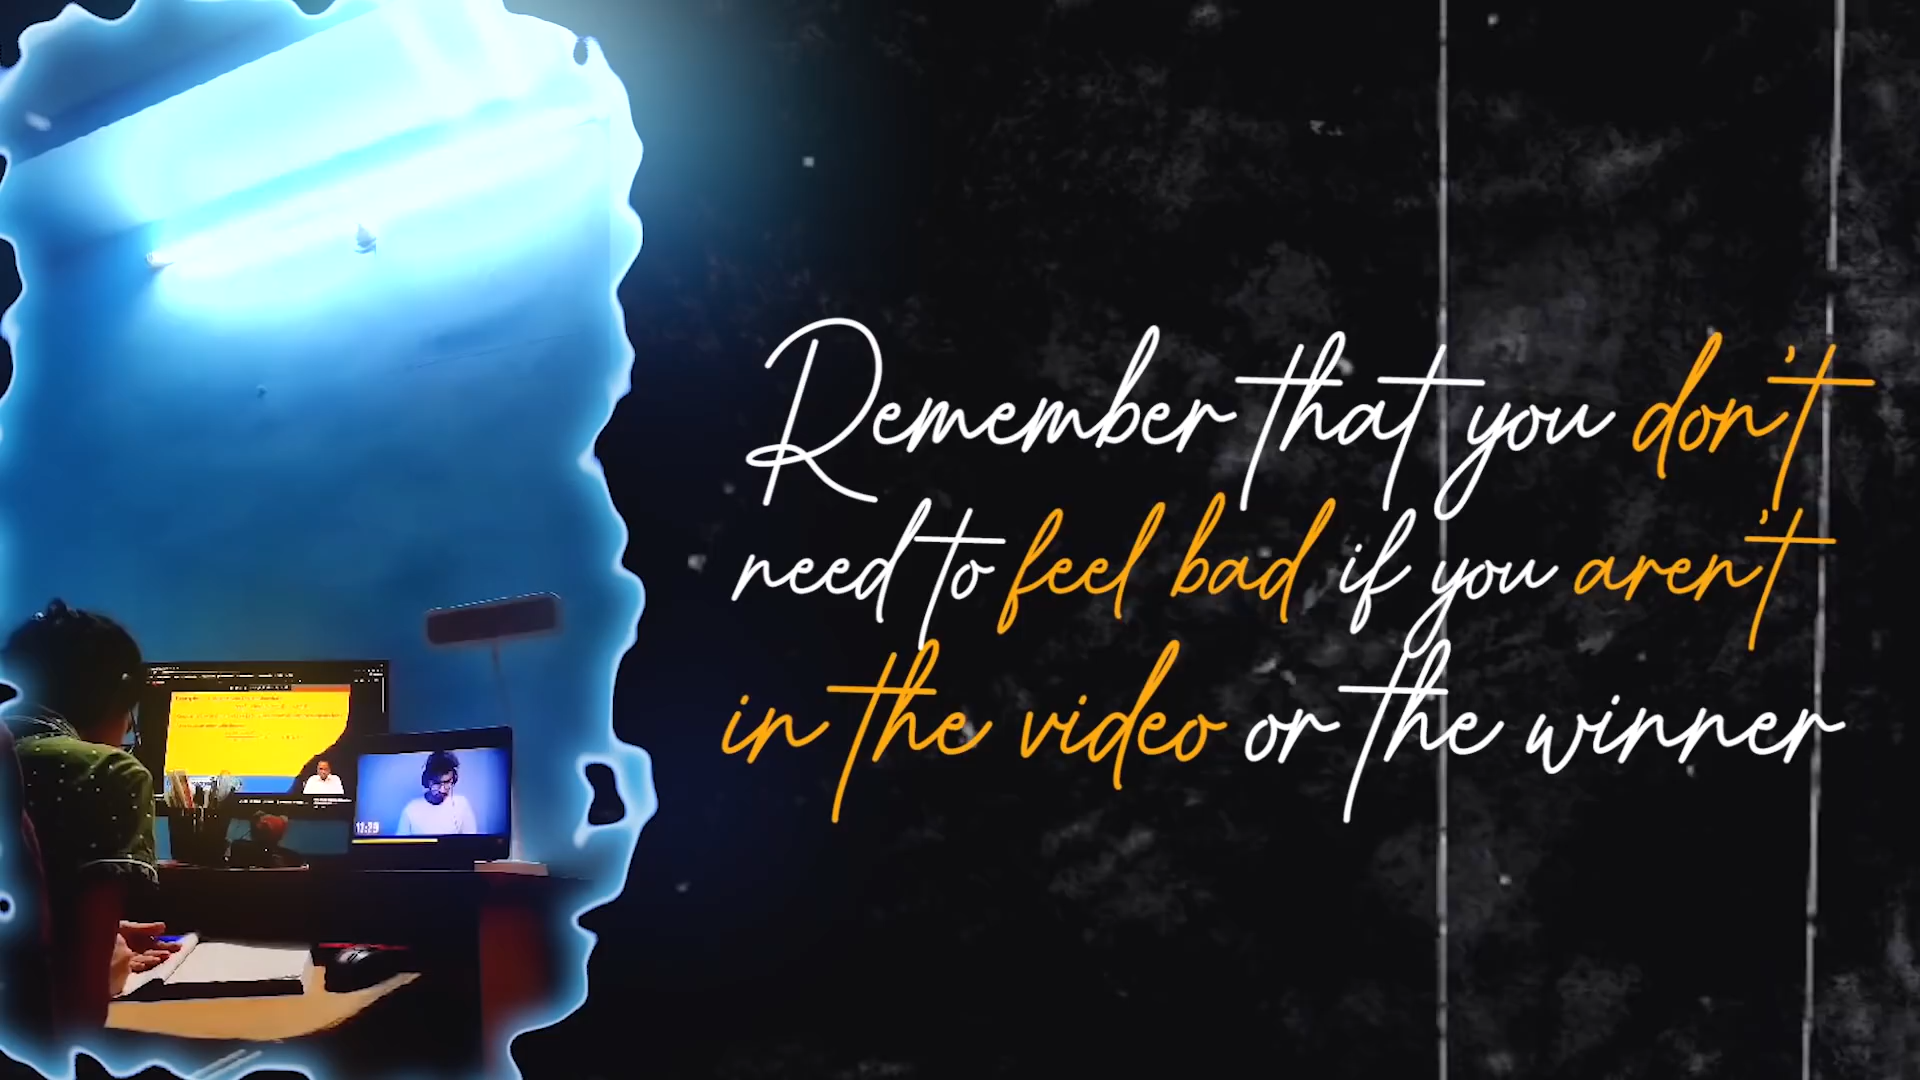 Remember that you don't
need to feel bad if you aren't
in the video or the winner